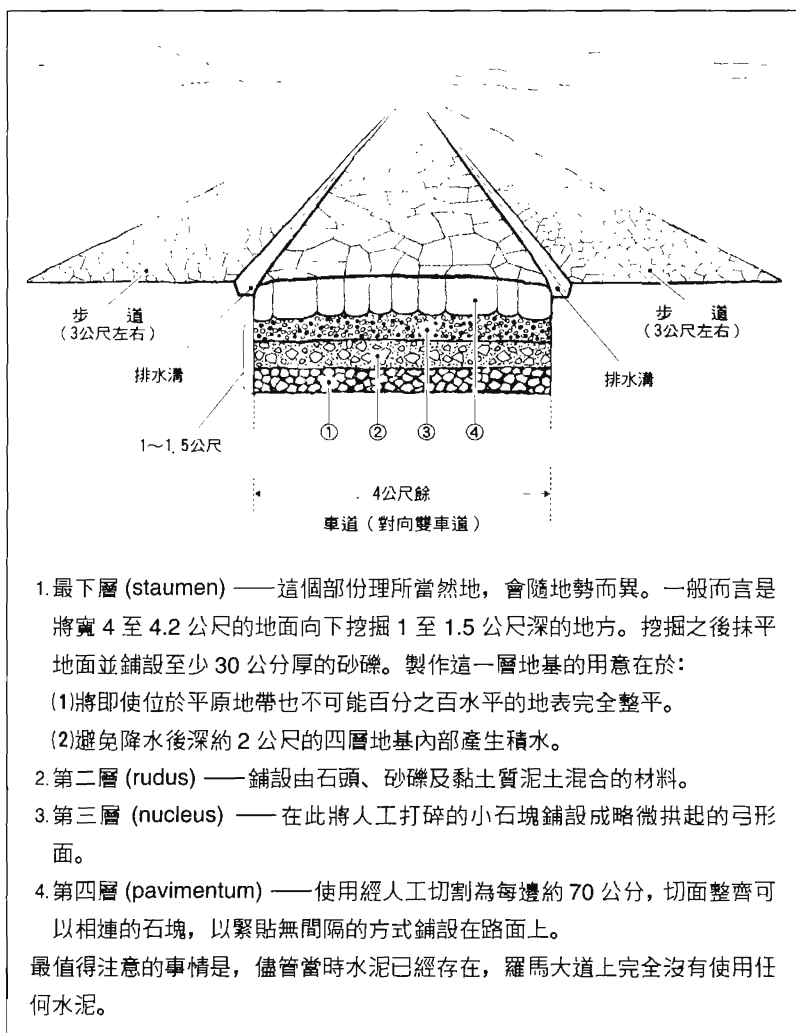 步　道
（3公尺左右）
步　道
（3公尺左右）
排水溝
排水溝
① ② ③ ④
1～1.5公尺
4公尺餘
車道（對向雙車道）
1.最下層 (staumen) ——這個部份理所當然地，會隨地勢而異。一般而言是
將寬 4 至 4.2 公尺的地面向下挖掘 1 至 1.5 公尺深的地方。挖掘之後抹平
地面並鋪設至少 30 公分厚的砂礫。製作這一層地基的用意在於：
(1)將即使位於平原地帶也不可能百分之百水平的地表完全整平。
(2)避免降水後深約 2 公尺的四層地基內部產生積水。
2.第二層 (rudus) ——鋪設由石頭、砂礫及黏土質泥土混合的材料。
3.第三層 (nucleus) ——在此將人工打碎的小石塊鋪設成略微拱起的弓形
面。
4.第四層 (pavimentum) ——使用經人工切割為每邊約 70 公分，切面整齊可
以相連的石塊，以緊貼無間隔的方式鋪設在路面上。
最值得注意的事情是，儘管當時水泥已經存在，羅馬大道上完全沒有使用任
何水泥。